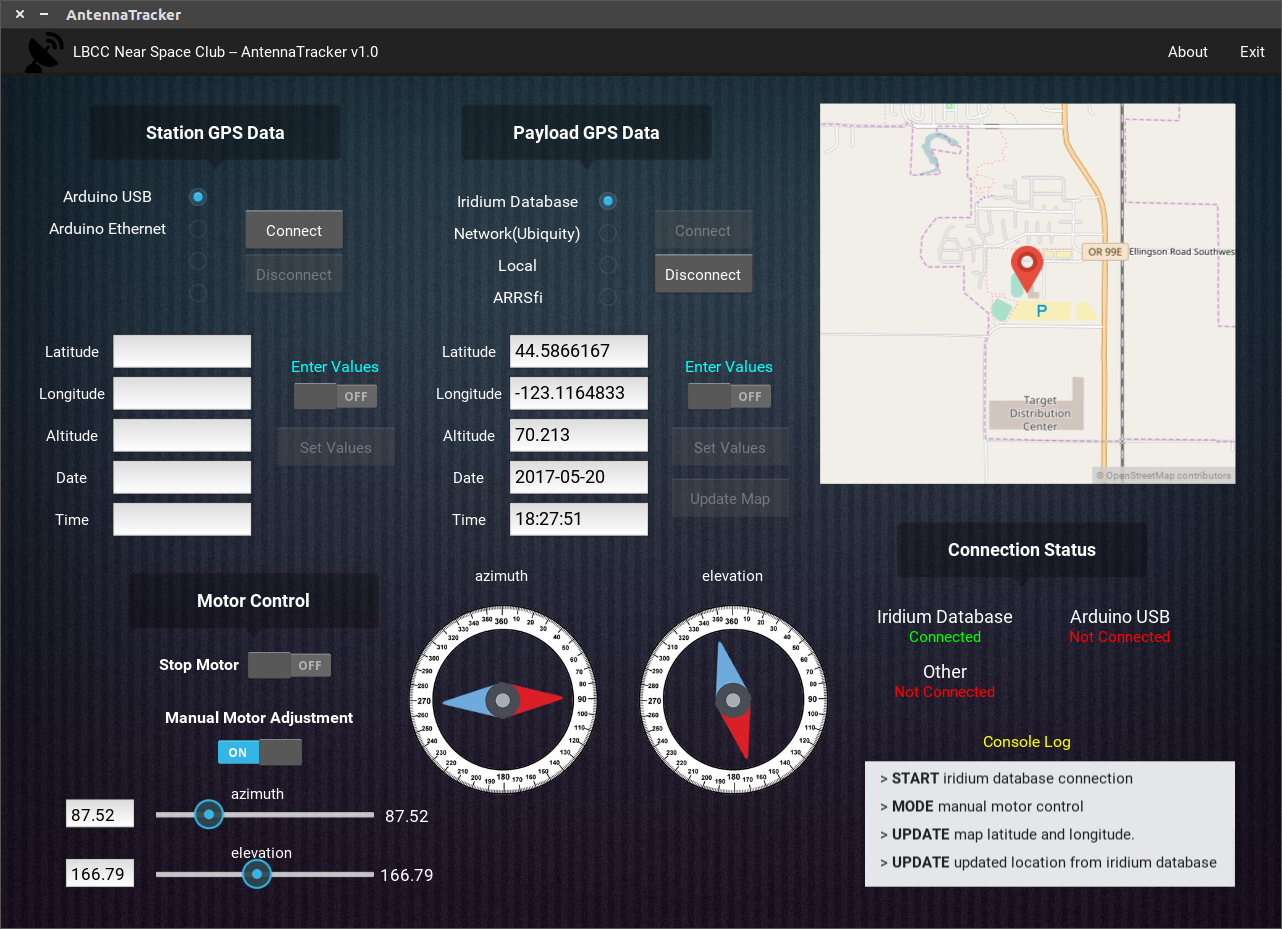 AntennaTracker
LBCC Near Space Club -- AntennaTracker v1.0
About
Exit
Station GPS Data
Arduino USB
Arduino Ethernet
Connect
Disconnect
Latitude
Longitude
Altitude
Date
Time
Enter Values
OFF
Set Values
Payload GPS Data
Iridium Database
Network(Ubiquity)
Local
ARRSfi
Connect
Disconnect
Latitude 44.5866167
Longitude -123.1164833
Altitude 70.213
Date 2017-05-20
Time 18:27:51
Enter Values
OFF
Set Values
Update Map
OR 99E
Ellingson Road Southwes
P
Target
Distribution
Center
© OpenStreetMap contributors
Motor Control
Stop Motor OFF
Manual Motor Adjustment
ON
azimuth
87.52 87.52
elevation
166.79 166.79
azimuth
360 10 20 30 40 50 60 70 80 90 100 110 120 130 140 150 160 170 180 190 200 210 220 230 240 250 260 270 280 290 300 310 320 330 340 350
elevation
360 10 20 30 40 50 60 70 80 90 100 110 120 130 140 150 160 170 180 190 200 210 220 230 240 250 260 270 280 290 300 310 320 330 340 350
Connection Status
Iridium Database
Connected
Arduino USB
Not Connected
Other
Not Connected
Console Log
> START iridium database connection
> MODE manual motor control
> UPDATE map latitude and longitude.
> UPDATE updated location from iridium database